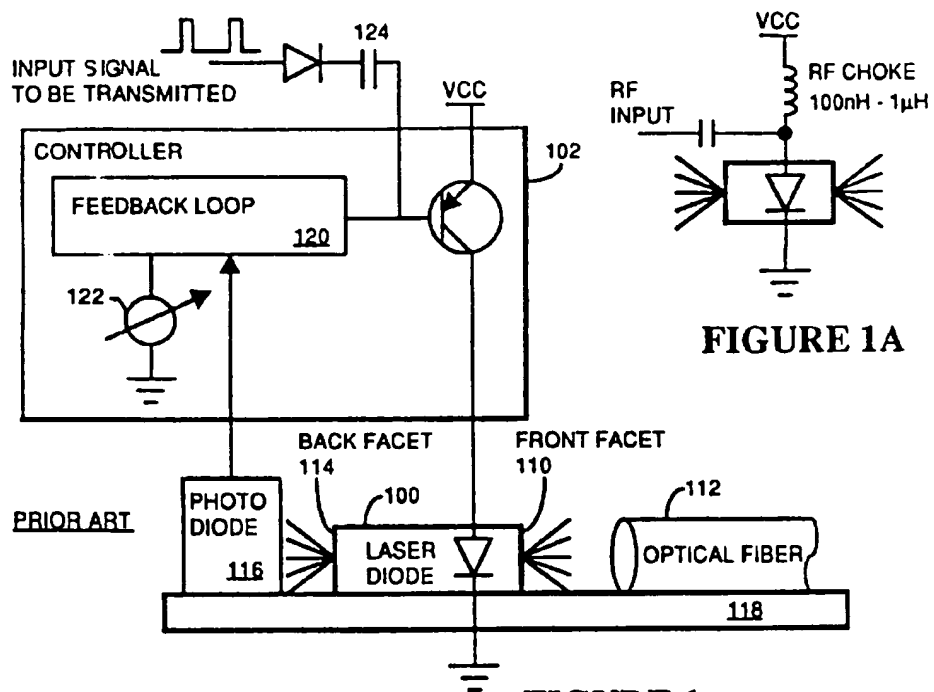 124
INPUT SIGNAL
TO BE TRANSMITTED
VCC
CONTROLLER
102
FEEDBACK LOOP
120
122
VCC
RF CHOKE
100nH - 1µH
RF
INPUT
FIGURE 1A
BACK FACET
114
FRONT FACET
110
100
112
PRIOR ART
PHOTO
DIODE
116
LASER
DIODE
OPTICAL FIBER
118
FIGURE 1